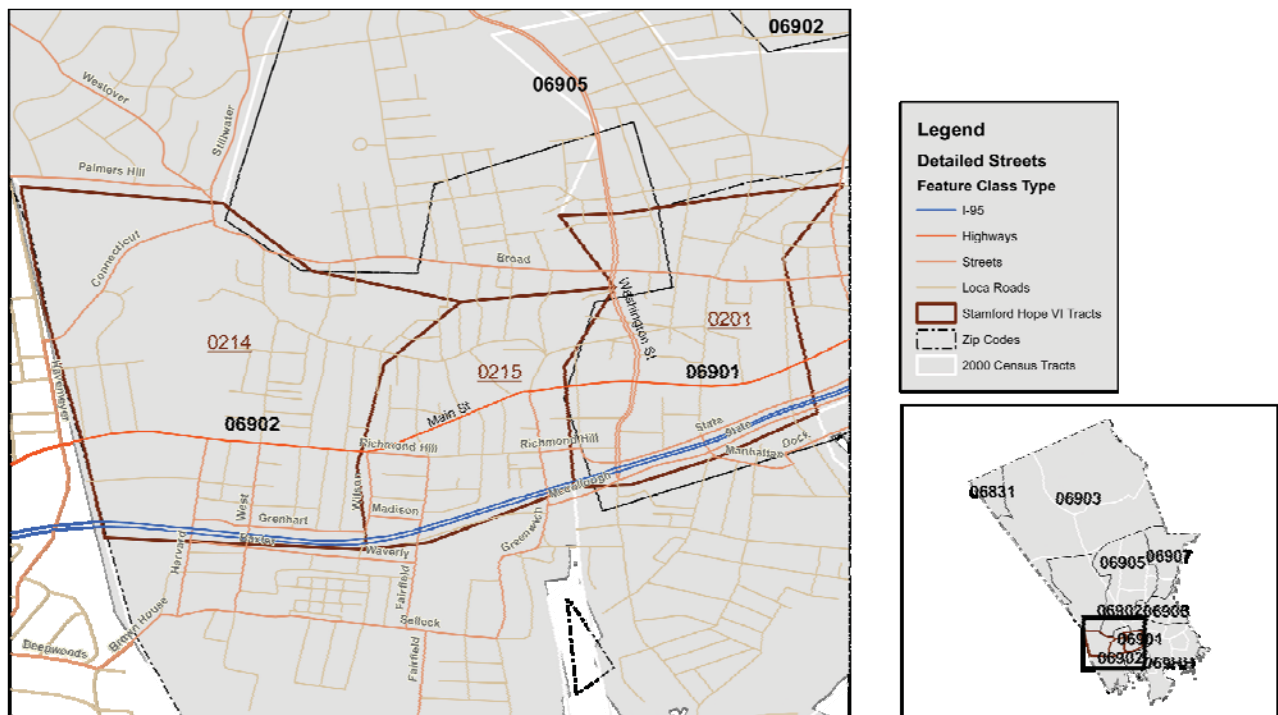 06902
06905
Westover
Stillwater
Palmers Hill
Connecticut
Broad
Washington St
0214
0201
0215
06901
Havemeyer
06902
Main St
Richmond Hill
Richmond Hill
State
State
Manhattan
Dock
Wilson
West
Madison
Grenhart
Waverly
Harvard
Greenwich
Fairfield
Selleck
Fairfield
Brown House
Deepwoods
Legend
Detailed Streets
Feature Class Type
I-95
Highways
Streets
Loca Roads
Stamford Hope VI Tracts
Zip Codes
2000 Census Tracts
06831
06903
06905
06907
06902
06901
06902